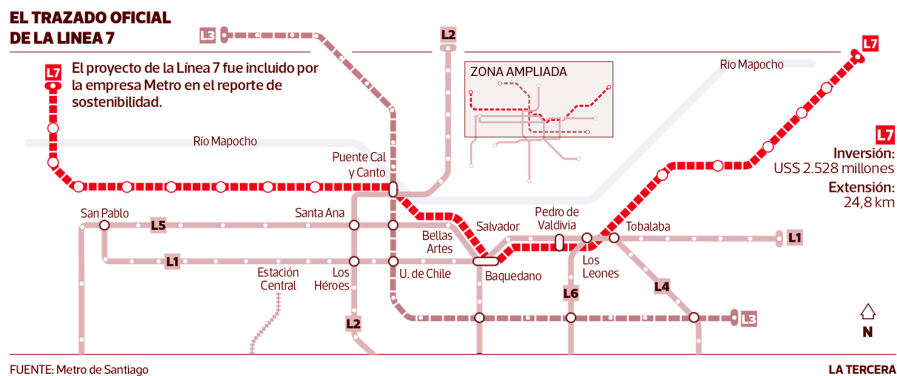 EL TRAZADO OFICIAL
DE LA LINEA 7
L3
L2
L7
L7
El proyecto de la Línea 7 fue incluido por
la empresa Metro en el reporte de
sostenibilidad.
ZONA AMPLIADA
Río Mapocho
Río Mapocho
L7
Inversión:
US$ 2.528 millones
Extensión:
24,8 km
Puente Cal
y Canto
San Pablo
L5
Santa Ana
Bellas
Artes
Salvador
Pedro de
Valdivia
Tobalaba
L1
L1
Estación
Central
Los
Héroes
U. de Chile
Baquedano
Los
Leones
L6
L4
L2
L3
N
FUENTE: Metro de Santiago
LA TERCERA